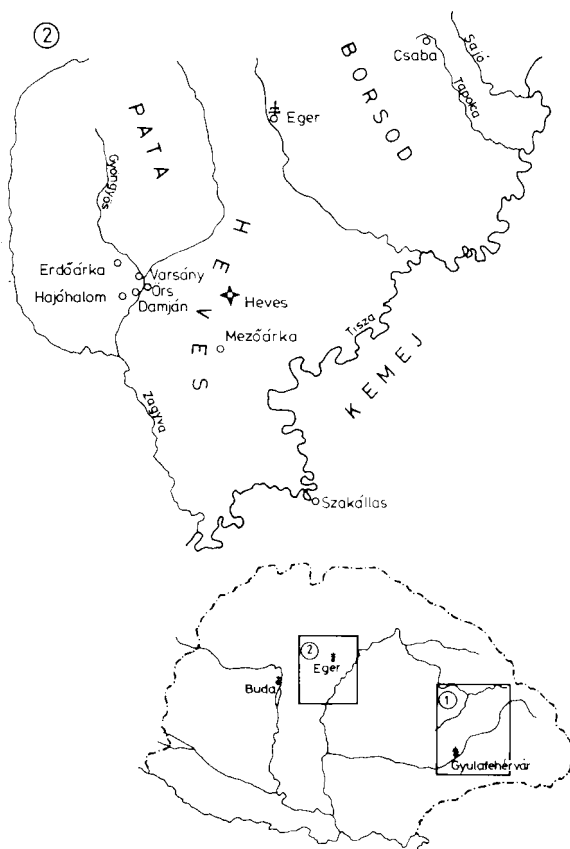 ②
BORSOD
Csaba
Sajó
Tapoka
PATA
Eger
Gyöngyös
HEVES
Erdőárka
Varsány
Örs
Hajóhalom
Damján
Heves
Mezőárka
Tisza
KEMEJ
Zagyva
Szakállas
②
Eger
Buda
①
Gyulafehérvár